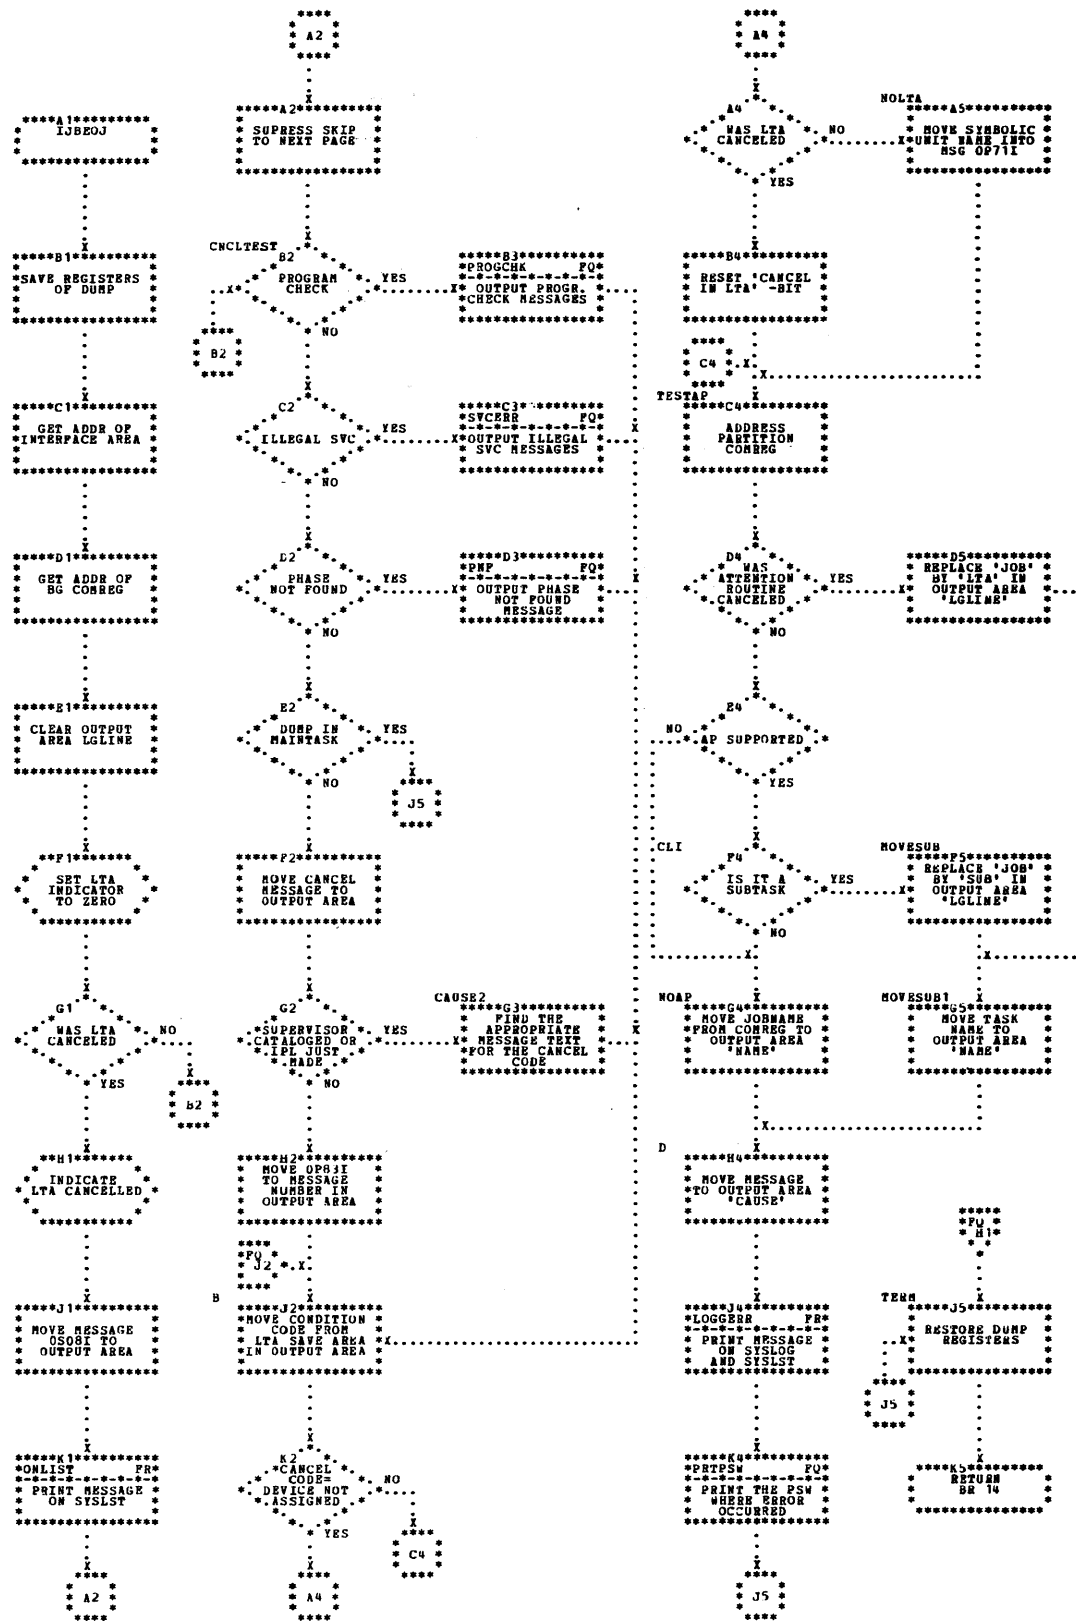 A2
A4
A1
IJBEOJ
A2
SUPRESS SKIP
TO NEXT PAGE
A4
WAS LTA
CANCELED
NO
YES
NOLTA
A5
MOVE SYMBOLIC
UNIT NAME INTO
MSG OP71I
B1
SAVE REGISTERS
OF DUMP
CNCLTEST
B2
PROGRAM
CHECK
YES
NO
B2
B3
PROGCHK FQ
OUTPUT PROGR.
CHECK MESSAGES
B4
RESET 'CANCEL
IN LTA' -BIT
C4
C1
GET ADDR OF
INTERFACE AREA
C2
ILLEGAL SVC
YES
NO
C3
SVCERR FQ
OUTPUT ILLEGAL
SVC MESSAGES
TESTAP
C4
ADDRESS
PARTITION
COMREG
D1
GET ADDR OF
BG COMREG
D2
PHASE
NOT FOUND
YES
NO
D3
PNF FQ
OUTPUT PHASE
NOT FOUND
MESSAGE
D4
WAS
ATTENTION
ROUTINE
CANCELED
YES
NO
D5
REPLACE 'JOB'
BY 'LTA' IN
OUTPUT AREA
'LGLINE'
E1
CLEAR OUTPUT
AREA LGLINE
E2
DUMP IN
MAINTASK
YES
NO
J5
E4
AP SUPPORTED
NO
YES
F1
SET LTA
INDICATOR
TO ZERO
F2
MOVE CANCEL
MESSAGE TO
OUTPUT AREA
CLI
F4
IS IT A
SUBTASK
YES
NO
MOVESUB
F5
REPLACE 'JOB'
BY 'SUB' IN
OUTPUT AREA
'LGLINE'
G1
WAS LTA
CANCELED
NO
YES
B2
G2
SUPERVISOR
CATALOGED OR
IPL JUST
MADE
YES
NO
CAUSE2
G3
FIND THE
APPROPRIATE
MESSAGE TEXT
FOR THE CANCEL
CODE
NOAP
G4
MOVE JOBNAME
FROM COMREG TO
OUTPUT AREA
'NAME'
MOVESUB1
G5
MOVE TASK
NAME TO
OUTPUT AREA
'NAME'
H1
INDICATE
LTA CANCELLED
H2
MOVE OP83I
TO MESSAGE
NUMBER IN
OUTPUT AREA
D
H4
MOVE MESSAGE
TO OUTPUT AREA
'CAUSE'
FQ
H1
FQ
J2
J1
MOVE MESSAGE
OS08I TO
OUTPUT AREA
B
J2
MOVE CONDITION
CODE FROM
LTA SAVE AREA
IN OUTPUT AREA
J4
LOGGERR FR
PRINT MESSAGE
ON SYSLOG
AND SYSLST
TERM
J5
RESTORE DUMP
REGISTERS
J5
K1
ONLIST FR
PRINT MESSAGE
ON SYSLST
K2
CANCEL
CODE=
DEVICE NOT
ASSIGNED
NO
YES
C4
K4
PRTPSW FQ
PRINT THE PSW
WHERE ERROR
OCCURRED
K5
RETURN
BR 14
A2
A4
J5